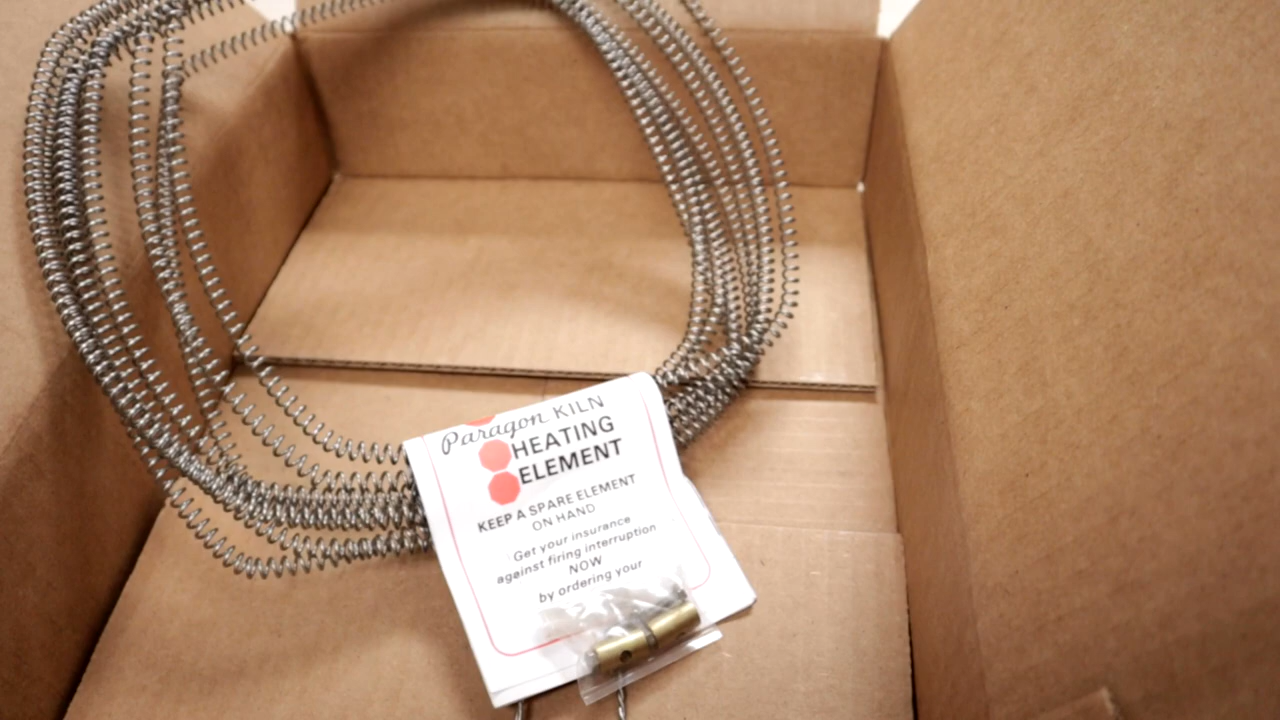 Paragon KILN
HEATING
ELEMENT
KEEP A SPARE ELEMENT
ON HAND
Get your insurance
against firing interruption
NOW
by ordering your